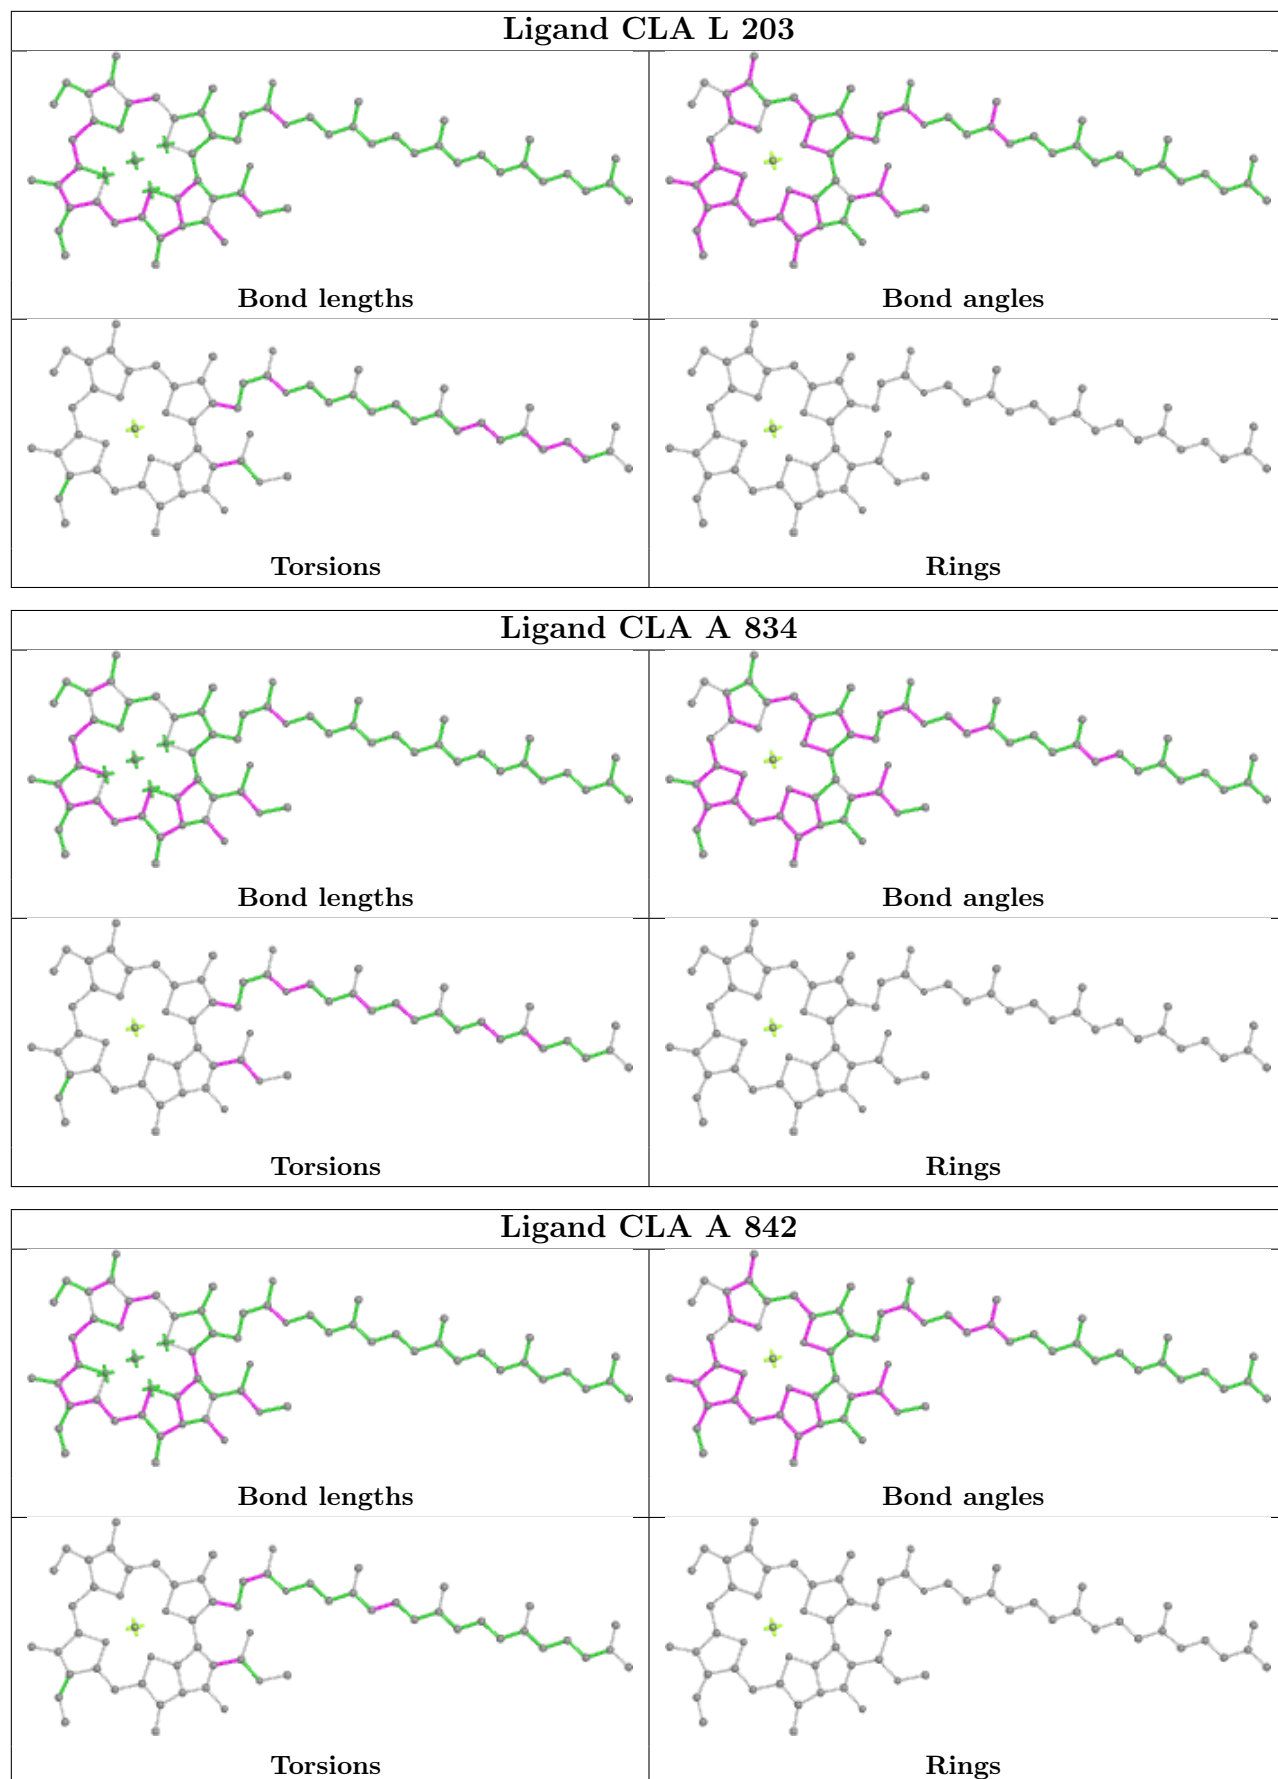 Ligand CLA L 203
Bond lengths
Bond angles
Torsions
Rings
Ligand CLA A 834
Bond lengths
Bond angles
Torsions
Rings
Ligand CLA A 842
Bond lengths
Bond angles
Torsions
Rings